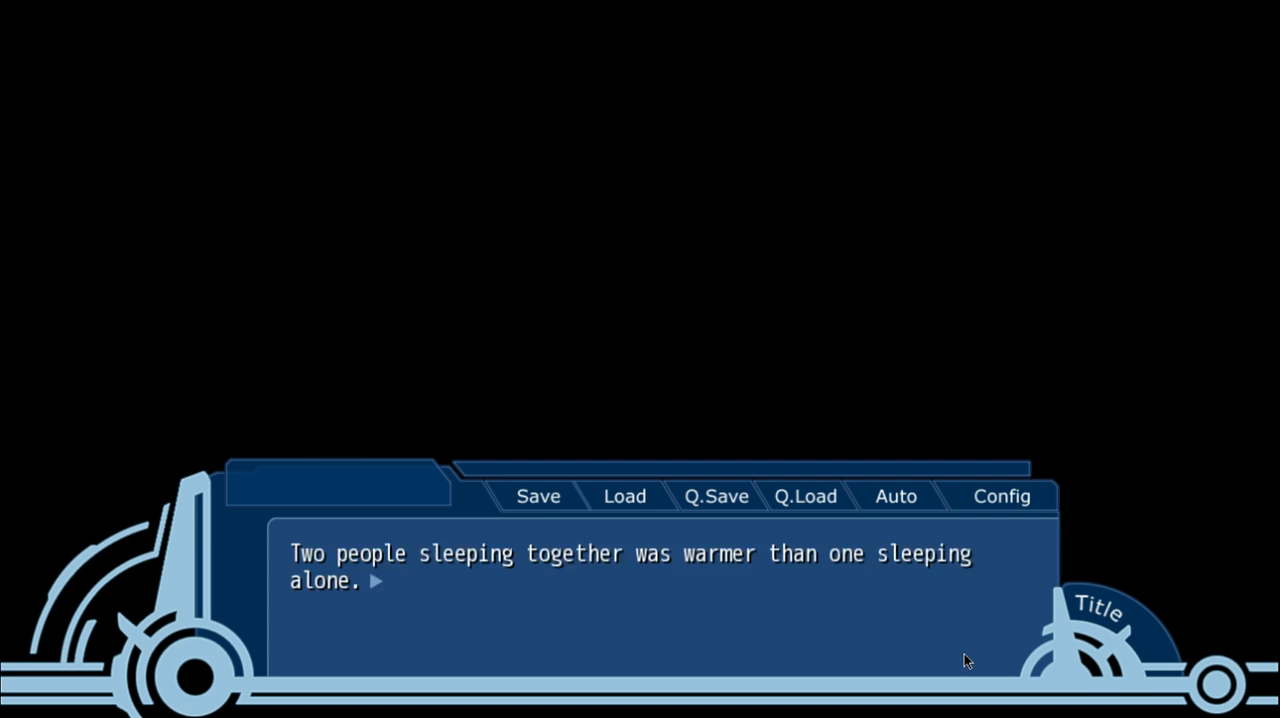 Save Load Q.Save Q.Load Auto Config
Two people sleeping together was warmer than one sleeping
alone.
Title